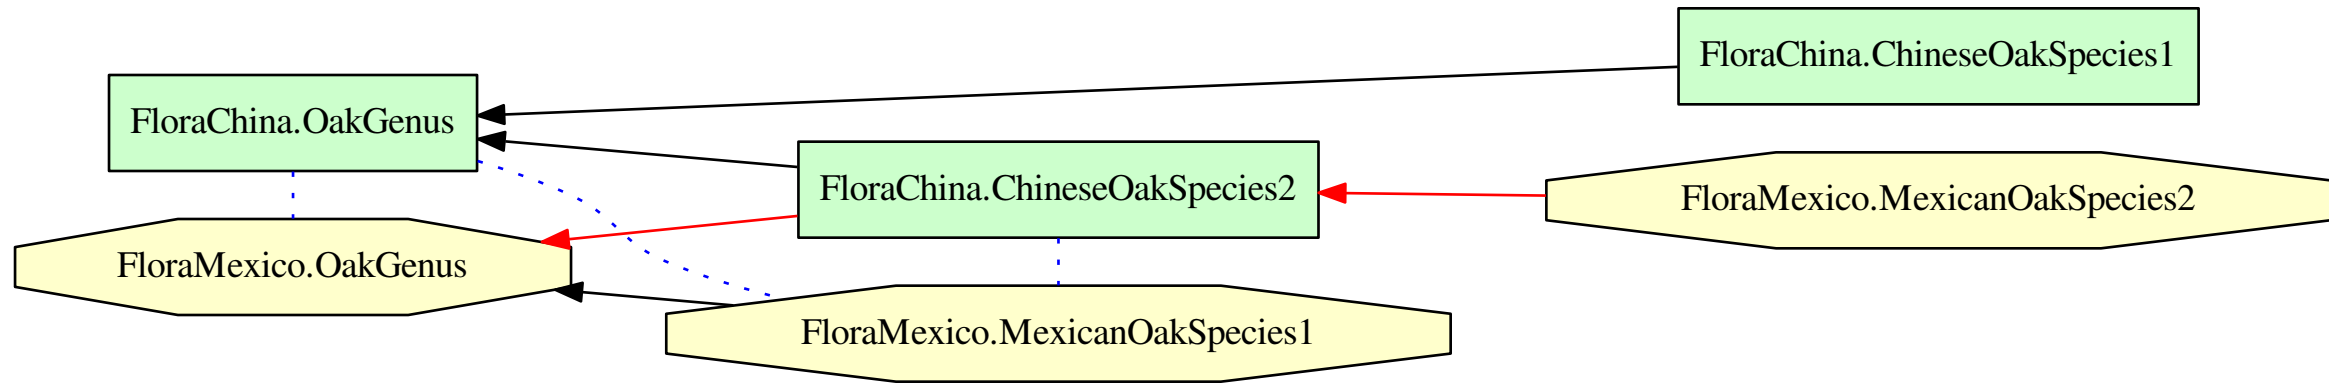 FloraChina.ChineseOakSpecies1
FloraChina.OakGenus
FloraChina.ChineseOakSpecies2
FloraMexico.MexicanOakSpecies2
FloraMexico.OakGenus
FloraMexico.MexicanOakSpecies1